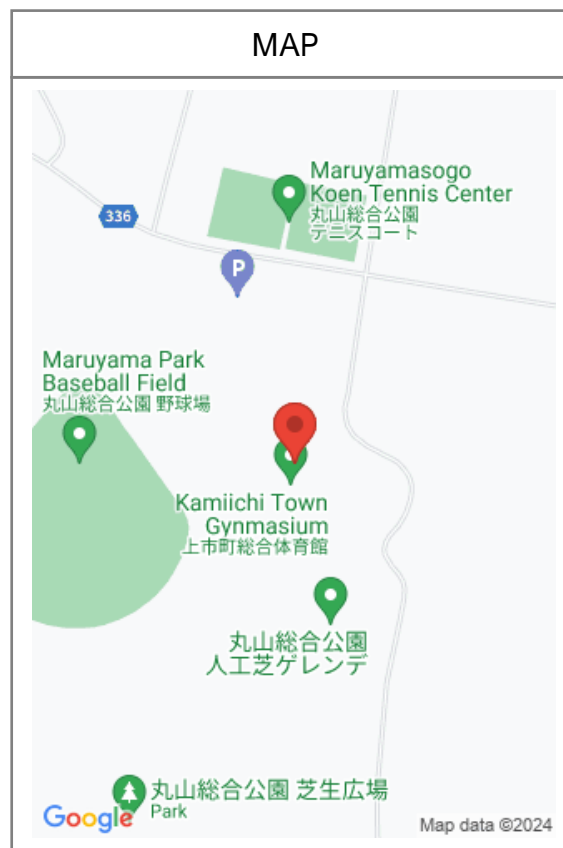 MAP
Maruyamasogo
Koen Tennis Center
丸山総合公園
テニスコート
336
P
Maruyama Park
Baseball Field
丸山総合公園 野球場
Kamiichi Town
Gynmasium
上市町総合体育館
丸山総合公園
人工芝ゲレンデ
丸山総合公園 芝生広場
Park
Google
Map data ©2024